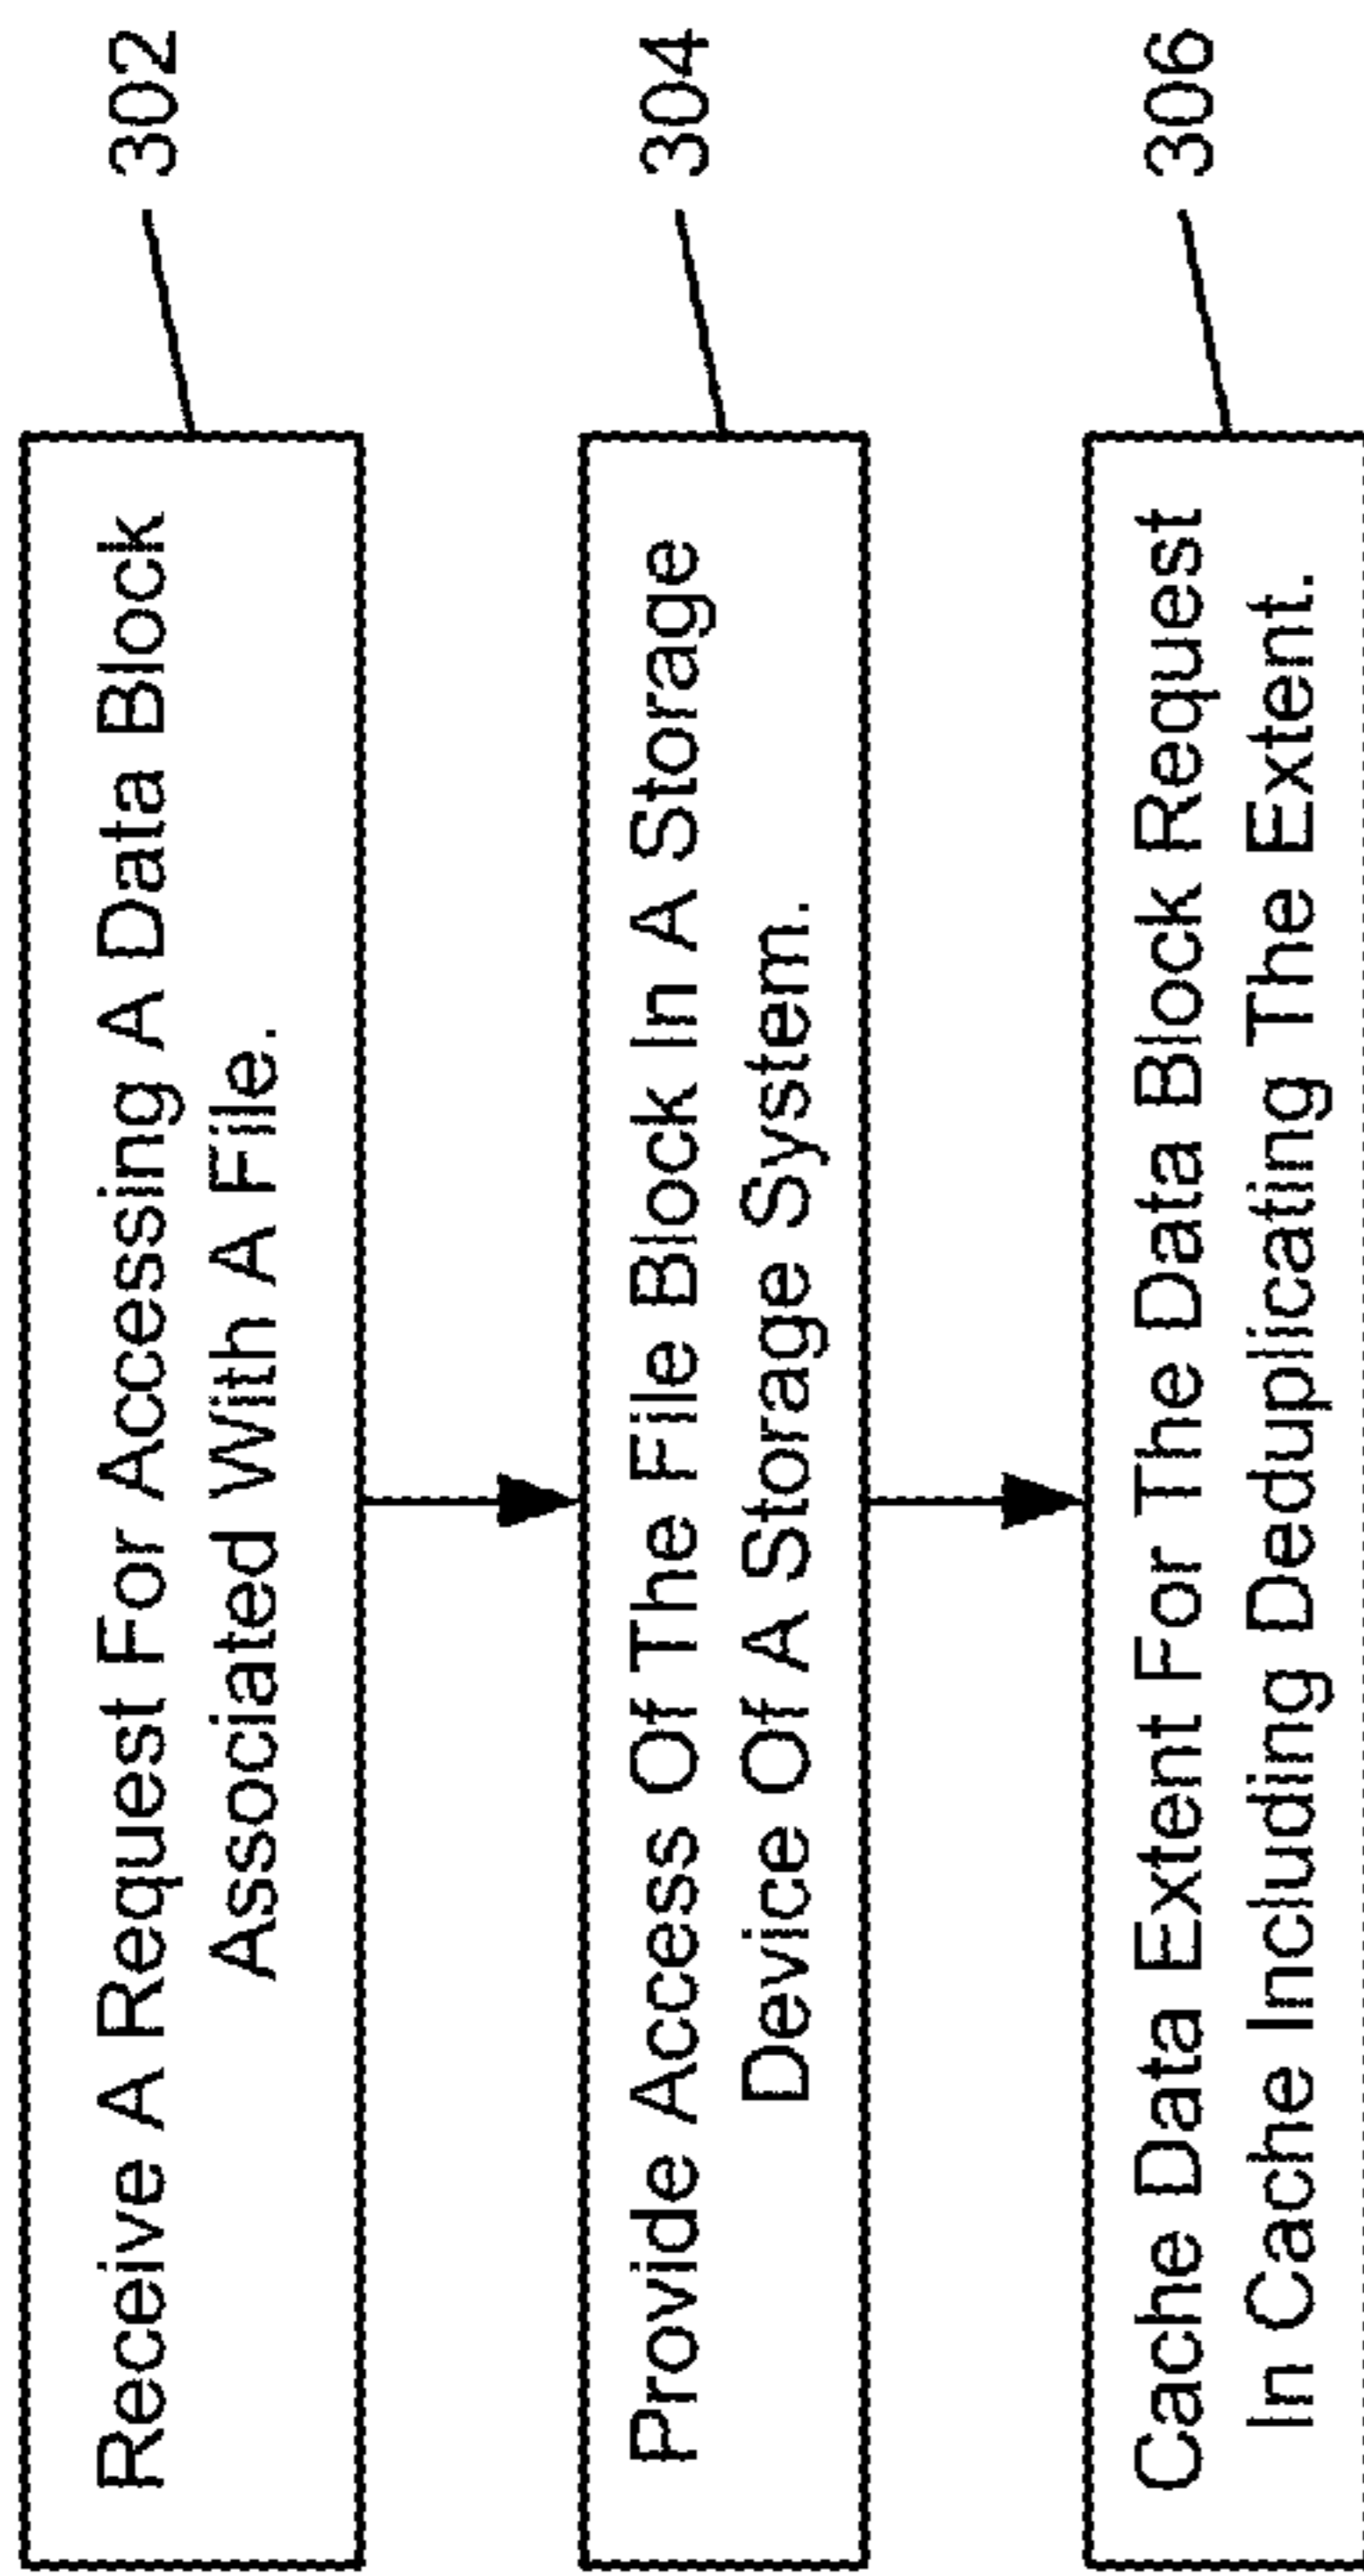 302
Receive A Request For Accessing A Data Block
Associated With A File.
304
Provide Access Of The File Block In A Storage
Device Of A Storage System.
306
Cache Data Extent For The Data Block Request
In Cache Including Deduplicating The Extent.